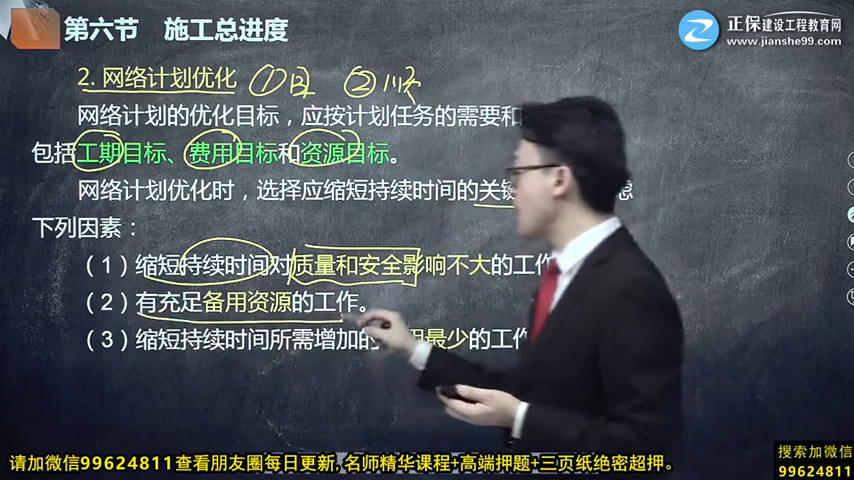 第六节 施工总进度
正保建设工程教育网
www.jianshe99.com
2. 网络计划优化 ① ②
网络计划的优化目标，应按计划任务的需要和
包括工期目标、费用目标和资源目标。
网络计划优化时，选择应缩短持续时间的关键
下列因素：
（1）缩短持续时间对质量和安全影响不大的工作
（2）有充足备用资源的工作。
（3）缩短持续时间所需增加的费用最少的工作
请加微信99624811查看朋友圈每日更新, 名师精华课程+高端押题+三页纸绝密超押。
搜索加微信
99624811